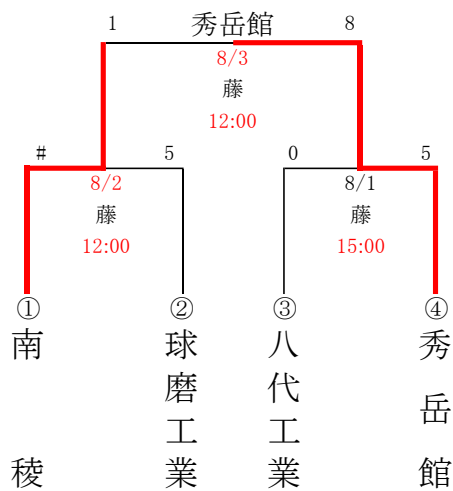 1 秀岳館 8
8/3
藤
12:00
# 5 0 5
8/2 8/1
藤 藤
12:00 15:00
① ② ③ ④
南稜
球磨工業
八代工業
秀岳館